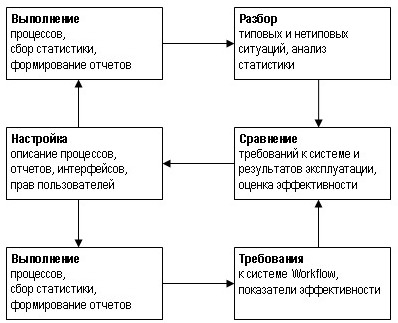 Выполнение
процессов,
сбор статистики,
формирование отчетов
Разбор
типовых и нетиповых
ситуаций, анализ
статистики
Настройка
описание процессов,
отчетов, интерфейсов,
прав пользователей
Сравнение
требований к системе и
результатов эксплуатации,
оценка эффективности
Выполнение
процессов,
сбор статистики,
формирование отчетов
Требования
к системе Workflow,
показатели эффективности